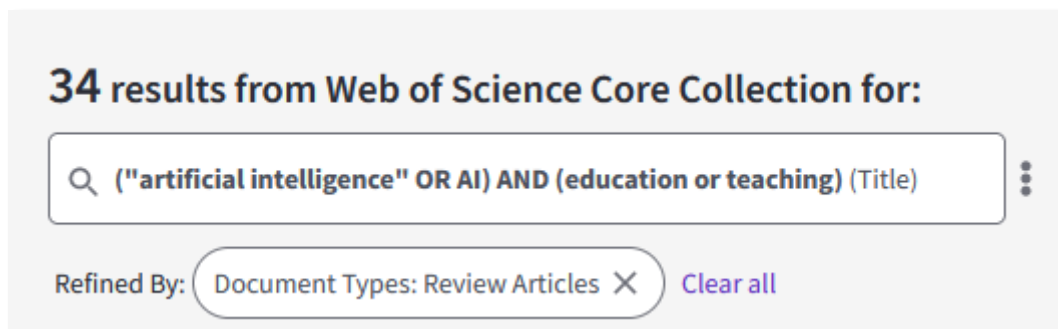 34 results from Web of Science Core Collection for:
("artificial intelligence" OR AI) AND (education or teaching) (Title)
Refined By: Document Types: Review Articles Clear all